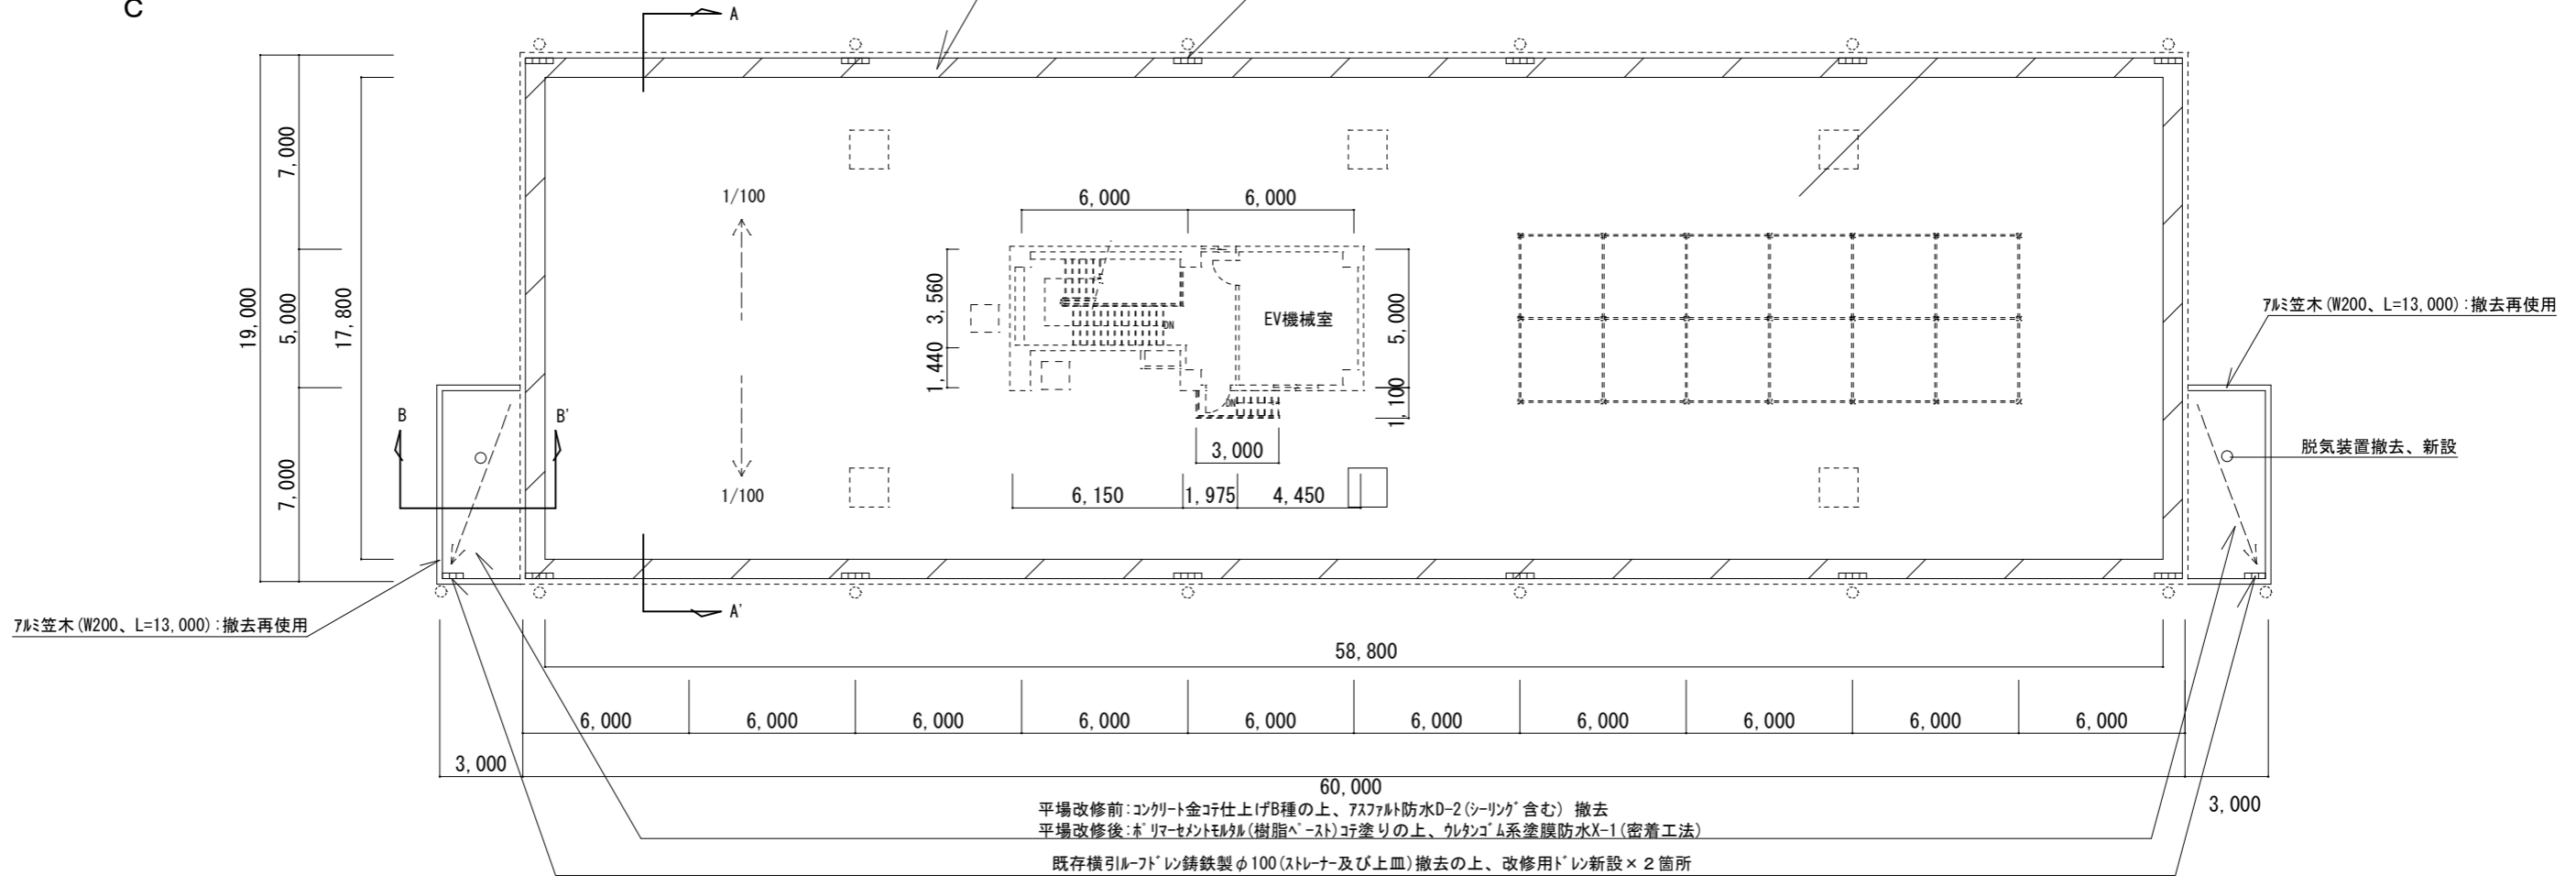 C
A
7,000
1/100
6,000
6,000
19,000
5,000
17,800
3,560
1,440
DN
EV機械室
5,000
1,100
DN
ｱﾙﾐ笠木(W200、L=13,000):撤去再使用
B
B'
脱気装置撤去、新設
3,000
7,000
1/100
6,150
1,975
4,450
A'
ｱﾙﾐ笠木(W200、L=13,000):撤去再使用
58,800
6,000
6,000
6,000
6,000
6,000
6,000
6,000
6,000
6,000
6,000
3,000
60,000
3,000
平場改修前:ｺﾝｸﾘｰﾄ金ｺﾃ仕上げB種の上、ｱｽﾌｧﾙﾄ防水D-2(ｼｰﾘﾝｸﾞ含む) 撤去
平場改修後:ﾎﾟﾘﾏｰｾﾒﾝﾄﾓﾙﾀﾙ(樹脂ﾍﾟｰｽﾄ)ｺﾃ塗りの上、ｳﾚﾀﾝｺﾞﾑ系塗膜防水X-1(密着工法)
既存横引ﾙｰﾌﾄﾞﾚﾝ鋳鉄製φ100(ｽﾄﾚｰﾅｰ及び上皿)撤去の上、改修用ﾄﾞﾚﾝ新設×２箇所